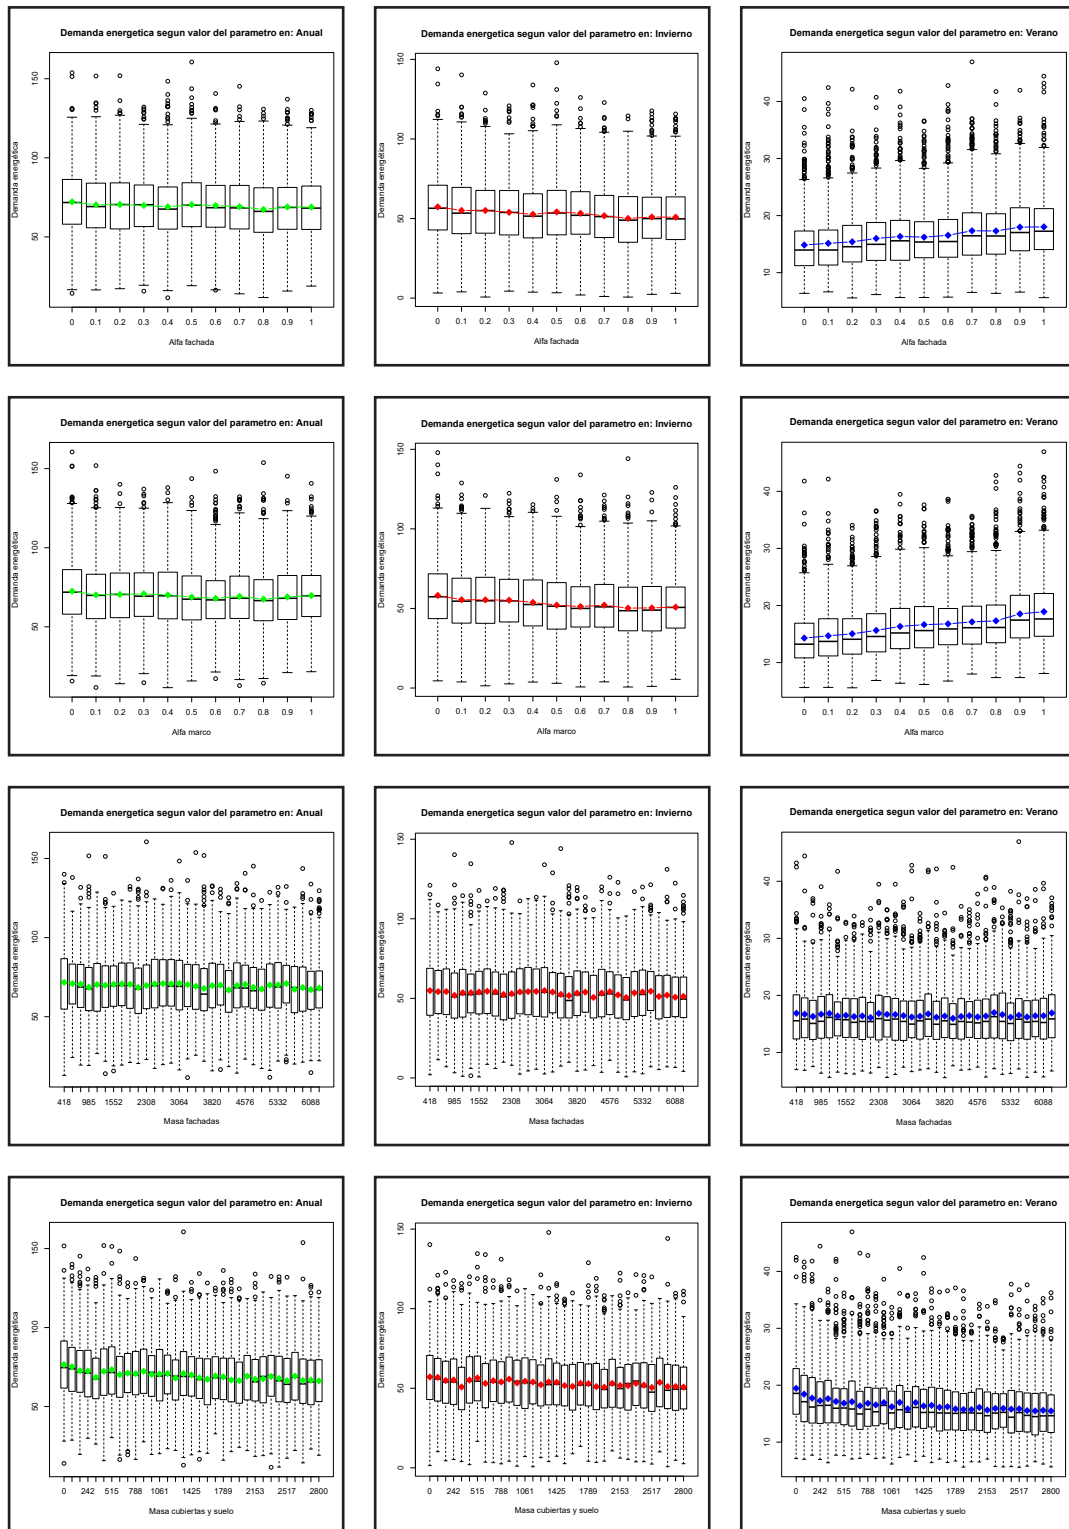 Demanda energetica segun valor del parametro en: Anual
Demanda energética
150
100
50
0 0.1 0.2 0.3 0.4 0.5 0.6 0.7 0.8 0.9 1
Alfa fachada
Demanda energetica segun valor del parametro en: Invierno
Demanda energética
150
100
50
0
0 0.1 0.2 0.3 0.4 0.5 0.6 0.7 0.8 0.9 1
Alfa fachada
Demanda energetica segun valor del parametro en: Verano
Demanda energética
40
30
20
10
0 0.1 0.2 0.3 0.4 0.5 0.6 0.7 0.8 0.9 1
Alfa fachada
Demanda energetica segun valor del parametro en: Anual
Demanda energética
150
100
50
0 0.1 0.2 0.3 0.4 0.5 0.6 0.7 0.8 0.9 1
Alfa marco
Demanda energetica segun valor del parametro en: Invierno
Demanda energética
150
100
50
0
0 0.1 0.2 0.3 0.4 0.5 0.6 0.7 0.8 0.9 1
Alfa marco
Demanda energetica segun valor del parametro en: Verano
Demanda energética
40
30
20
10
0 0.1 0.2 0.3 0.4 0.5 0.6 0.7 0.8 0.9 1
Alfa marco
Demanda energetica segun valor del parametro en: Anual
Demanda energética
150
100
50
418 985 1552 2308 3064 3820 4576 5332 6088
Masa fachadas
Demanda energetica segun valor del parametro en: Invierno
Demanda energética
150
100
50
0
418 985 1552 2308 3064 3820 4576 5332 6088
Masa fachadas
Demanda energetica segun valor del parametro en: Verano
Demanda energética
40
30
20
10
418 985 1552 2308 3064 3820 4576 5332 6088
Masa fachadas
Demanda energetica segun valor del parametro en: Anual
Demanda energética
150
100
50
0 242 515 788 1061 1425 1789 2153 2517 2800
Masa cubiertas y suelo
Demanda energetica segun valor del parametro en: Invierno
Demanda energética
150
100
50
0
0 242 515 788 1061 1425 1789 2153 2517 2800
Masa cubiertas y suelo
Demanda energetica segun valor del parametro en: Verano
Demanda energética
40
30
20
10
0 242 515 788 1061 1425 1789 2153 2517 2800
Masa cubiertas y suelo